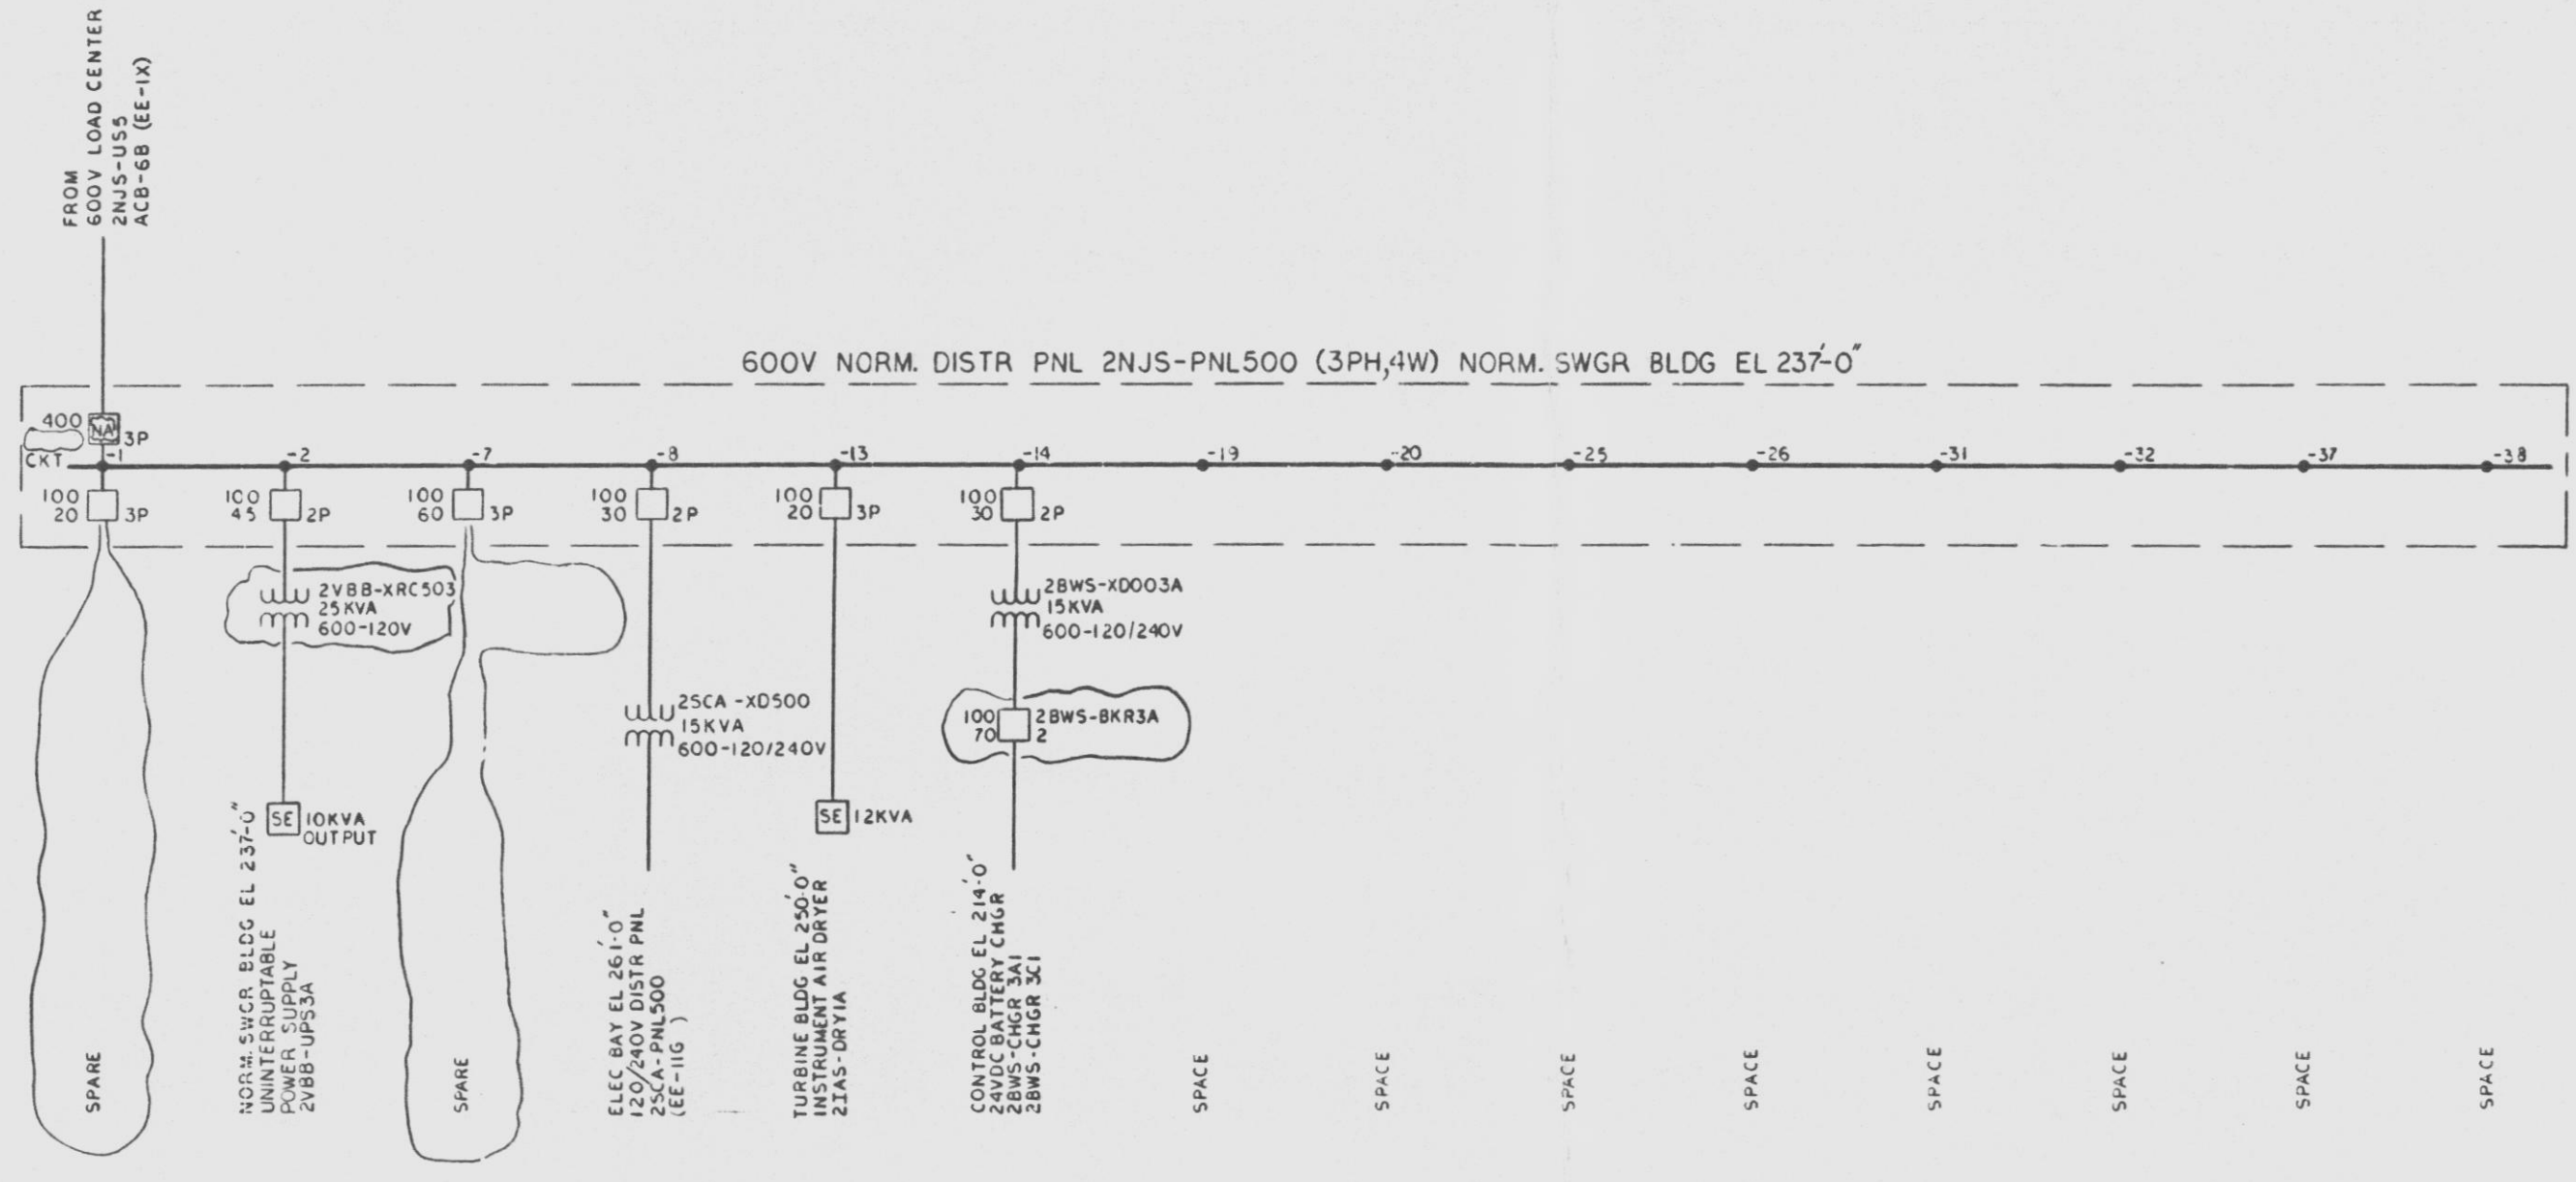 FROM
600V LOAD CENTER
2NJS-US5
ACB-6B (EE-1X)
600V NORM. DISTR PNL 2NJS-PNL500 (3PH,4W) NORM. SWGR BLDG EL 237'-0"
400
NA
3P
CKT
-1
-2
-7
-8
-13
-14
-19
-20
-25
-26
-31
-32
-37
-38
100
20
3P
100
45
2P
100
60
3P
100
30
2P
100
20
3P
100
30
2P
2VBB-XRC503
25KVA
600-120V
2BWS-XD003A
15KVA
600-120/240V
2SCA-XD500
15KVA
600-120/240V
100
70
2BWS-BKR3A
2
SE
10KVA
OUTPUT
SE
12KVA
SPARE
NORM. SWGR BLDG EL 237'-0"
UNINTERRUPTABLE
POWER SUPPLY
2VBB-UPS3A
SPARE
ELEC BAY EL 261'-0"
120/240V DISTR PNL
2SCA-PNL500
(EE-11G )
TURBINE BLDG EL 250'-0"
INSTRUMENT AIR DRYER
2IAS-DRY1A
CONTROL BLDG EL 214'-0"
24VDC BATTERY CHGR
2BWS-CHGR 3A1
2BWS-CHGR 3C1
SPACE
SPACE
SPACE
SPACE
SPACE
SPACE
SPACE
SPACE